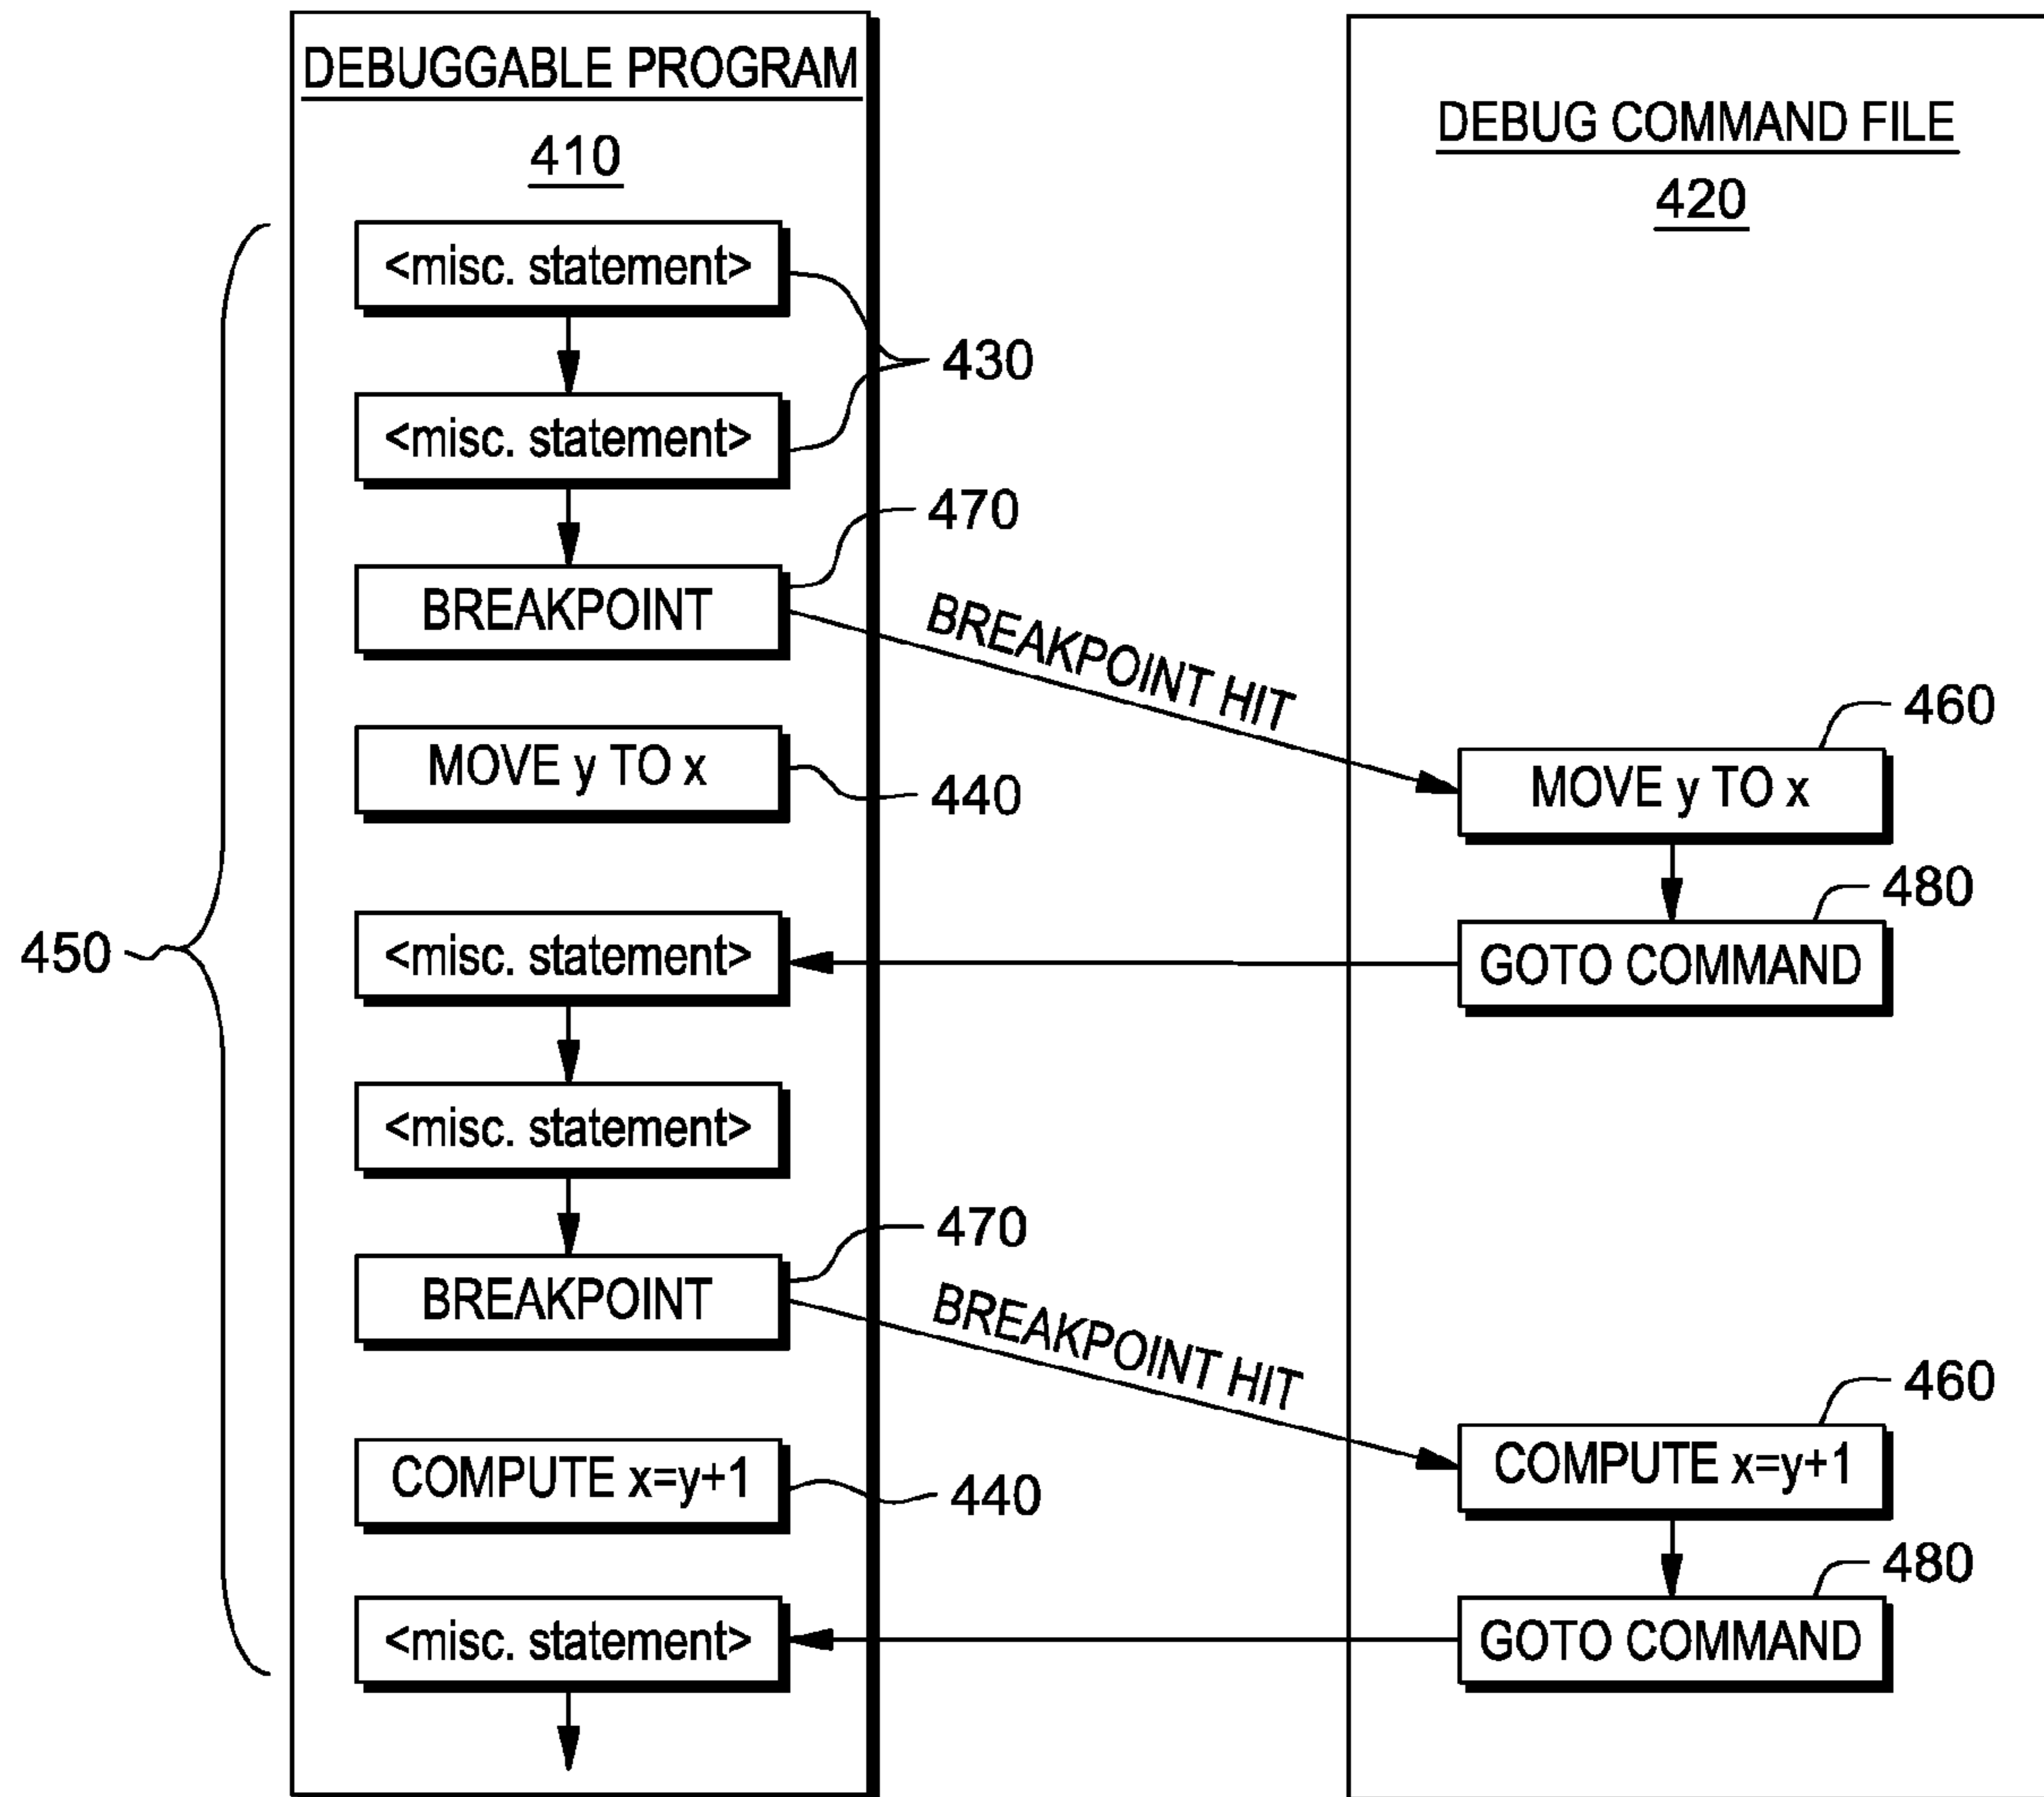 DEBUGGABLE PROGRAM
410
DEBUG COMMAND FILE
420
<misc. statement>
430
<misc. statement>
470
BREAKPOINT
BREAKPOINT HIT
460
MOVE y TO x
440
MOVE y TO x
480
450
<misc. statement>
GOTO COMMAND
<misc. statement>
470
BREAKPOINT
BREAKPOINT HIT
460
COMPUTE x=y+1
440
COMPUTE x=y+1
480
<misc. statement>
GOTO COMMAND